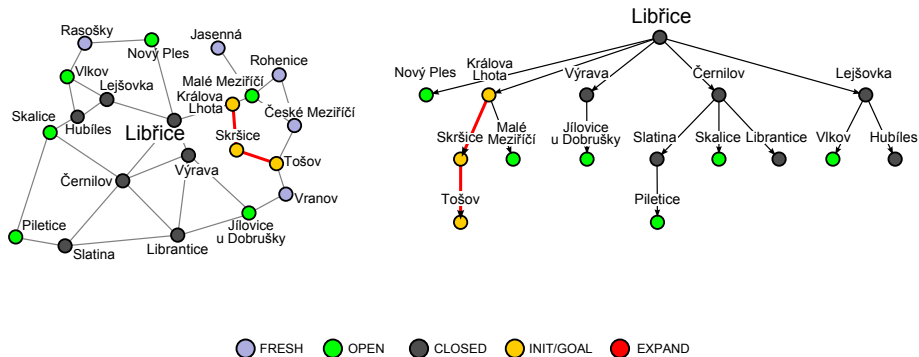 Rasošky
Jasenná
Nový Ples
Rohenice
Vlkov
Lejšovka
Malé Meziříčí
Králova
Lhota
České Meziříčí
Skalice
Hubíles
Libřice
Skršice
Tošov
Výrava
Černilov
Vranov
Piletice
Jílovice
u Dobrušky
Slatina
Librantice
Libřice
Nový Ples
Králova
Lhota
Výrava
Černilov
Lejšovka
Skršice
Malé
Meziříčí
Jílovice
u Dobrušky
Slatina
Skalice
Librantice
Vlkov
Hubíles
Tošov
Piletice
FRESH
OPEN
CLOSED
INIT/GOAL
EXPAND